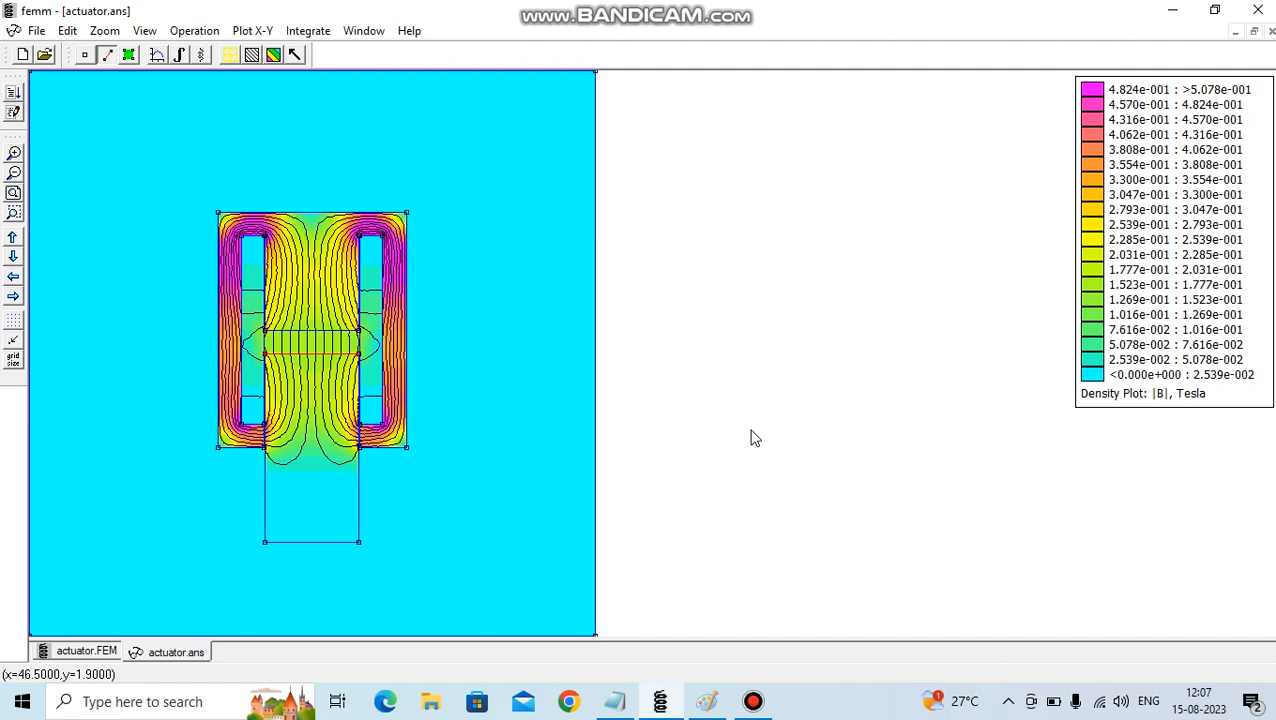 femm - [actuator.ans]
www.BANDICAM.com
File Edit Zoom View Operation Plot X-Y Integrate Window Help
4.824e-001 : >5.078e-001
4.570e-001 : 4.824e-001
4.316e-001 : 4.570e-001
4.062e-001 : 4.316e-001
3.808e-001 : 4.062e-001
3.554e-001 : 3.808e-001
3.300e-001 : 3.554e-001
3.047e-001 : 3.300e-001
2.793e-001 : 3.047e-001
2.539e-001 : 2.793e-001
2.285e-001 : 2.539e-001
2.031e-001 : 2.285e-001
1.777e-001 : 2.031e-001
1.523e-001 : 1.777e-001
1.269e-001 : 1.523e-001
1.016e-001 : 1.269e-001
7.616e-002 : 1.016e-001
5.078e-002 : 7.616e-002
2.539e-002 : 5.078e-002
<0.000e+000 : 2.539e-002
Density Plot: |B|, Tesla
grid
size
actuator.FEM actuator.ans
(x=46.5000,y=1.9000)
Type here to search
1
27°C
ENG
12:07
15-08-2023
2